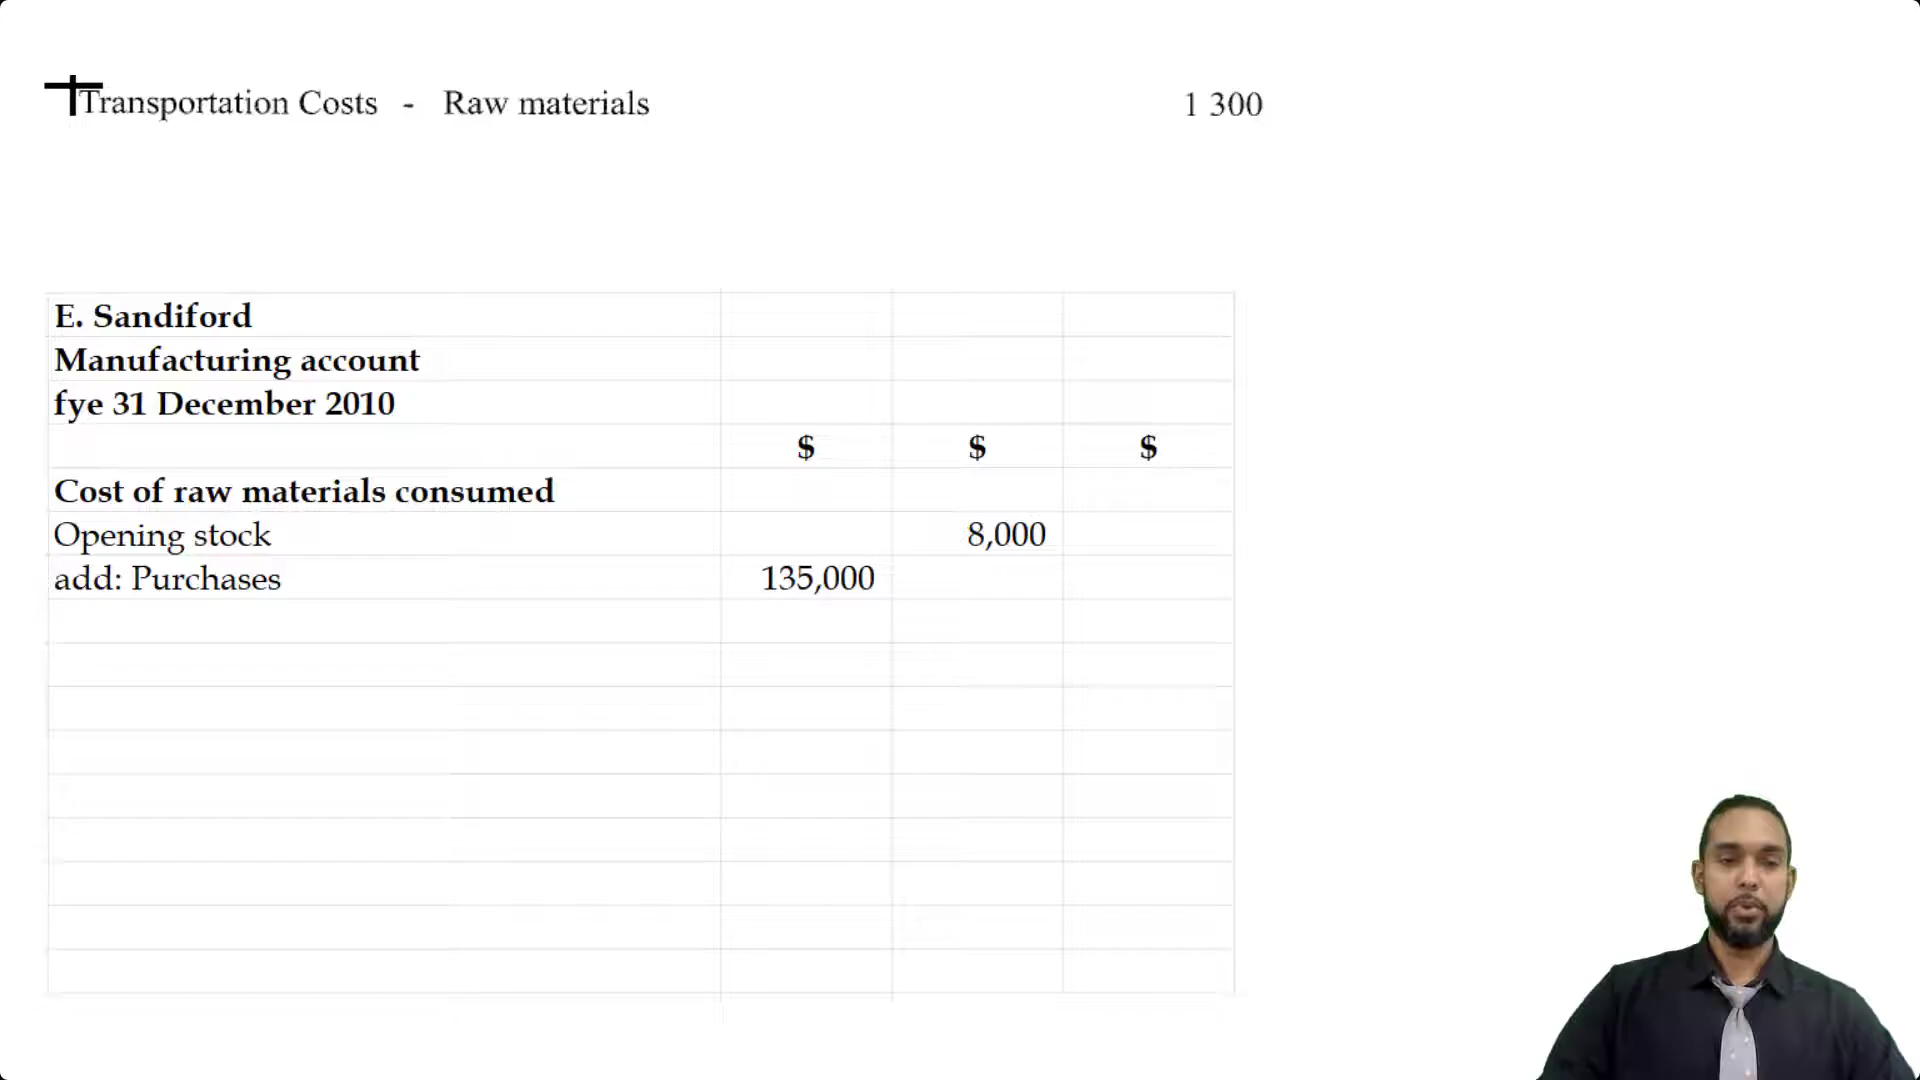 Transportation Costs - Raw materials 1 300
E. Sandiford
Manufacturing account
fye 31 December 2010
$ $ $
Cost of raw materials consumed
Opening stock 8,000
add: Purchases 135,000